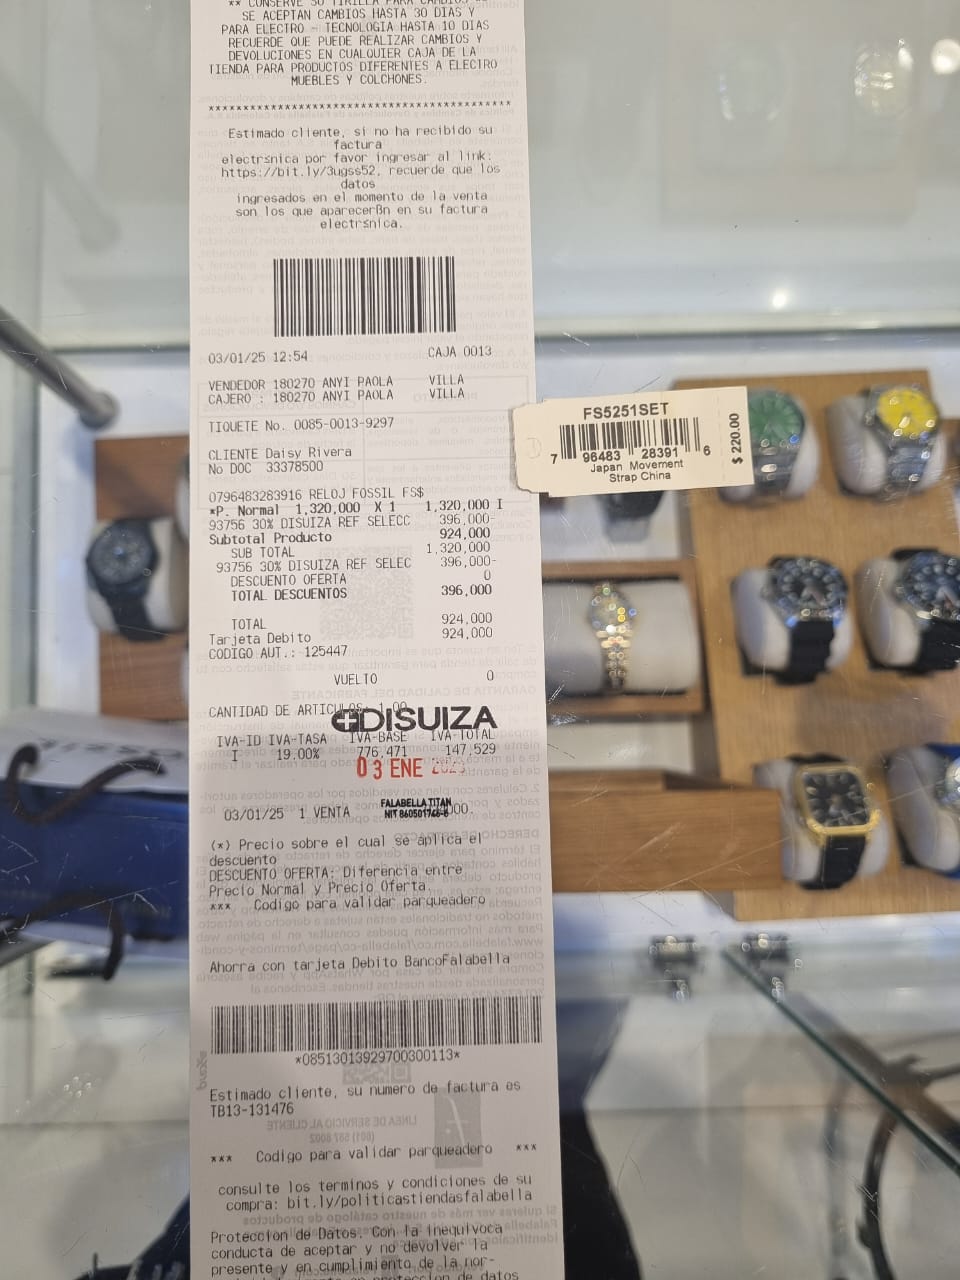 ** CONSERVE SU TIRILLA PARA CAMBIOS
SE ACEPTAN CAMBIOS HASTA 30 DIAS Y
PARA ELECTRO - TECNOLOGIA HASTA 10 DIAS
RECUERDE QUE PUEDE REALIZAR CAMBIOS Y
DEVOLUCIONES EN CUALQUIER CAJA DE LA
TIENDA PARA PRODUCTOS DIFERENTES A ELECTRO
MUEBLES Y COLCHONES.
******************************************
Estimado cliente, si no ha recibido su
factura
electrsnica por favor ingresar al link:
https://bit.ly/3ugss52, recuerde que los
datos
ingresados en el momento de la venta
son los que aparecerBn en su factura
electrsnica.
03/01/25 12:54 CAJA 0013
VENDEDOR 180270 ANYI PAOLA VILLA
CAJERO : 180270 ANYI PAOLA VILLA
TIQUETE No. 0085-0013-9297
CLIENTE Daisy Rivera
No DOC 33378500
0796483283916 RELOJ FOSSIL FS$
*P. Normal 1,320,000 X 1 1,320,000 I
93756 30% DISUIZA REF SELECC 396,000-
Subtotal Producto 924,000
SUB TOTAL 1,320,000
93756 30% DISUIZA REF SELEC 396,000-
DESCUENTO OFERTA 0
TOTAL DESCUENTOS 396,000
TOTAL 924,000
Tarjeta Debito 924,000
CODIGO AUT.: 125447
VUELTO 0
CANTIDAD DE ARTICULOS: 1.00
DISUIZA
IVA-ID IVA-TASA IVA-BASE IVA-TOTAL
I 19.00% 776,471 147,529
03 ENE
FALABELLA TITAN
NIT 860501746-6
03/01/25 1 VENTA
(*) Precio sobre el cual se aplica el
descuento
DESCUENTO OFERTA: Diferencia entre
Precio Normal y Precio Oferta.
*** Codigo para validar parqueadero
Ahorra con tarjeta Debito BancoFalabella
*08513013929700300113*
Estimado cliente, su numero de factura es
TB13-131476
*** Codigo para validar parqueadero ***
consulte los terminos y condiciones de su
compra: bit.ly/politicastiendasfalabella
Proteccion de Datos. Con la inequivoca
conducta de aceptar y no devolver la
presente y en cumplimiento de la nor-
proteccion de datos
FS5251SET
7 96483 28391 6
Japan Movement
Strap China
$ 220.00